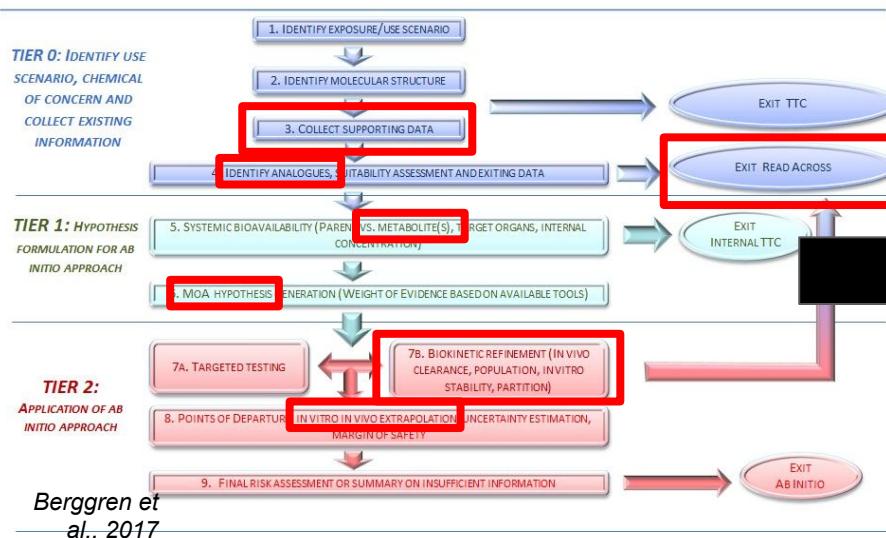 TIER 0: IDENTIFY USE
SCENARIO, CHEMICAL
OF CONCERN AND
COLLECT EXISTING
INFORMATION
1. IDENTIFY EXPOSURE/USE SCENARIO
2. IDENTIFY MOLECULAR STRUCTURE
3. COLLECT SUPPORTING DATA
4. IDENTIFY ANALOGUES, SUITABILITY ASSESSMENT AND EXITING DATA
EXIT TTC
EXIT READ ACROSS
TIER 1: HYPOTHESIS
FORMULATION FOR AB
INITIO APPROACH
5. SYSTEMIC BIOAVAILABILITY (PARENT VS. METABOLITE(S), TARGET ORGANS, INTERNAL
CONCENTRATION)
EXIT
INTERNAL TTC
6. MOA HYPOTHESIS GENERATION (WEIGHT OF EVIDENCE BASED ON AVAILABLE TOOLS)
TIER 2:
APPLICATION OF AB
INITIO APPROACH
7A. TARGETED TESTING
7B. BIOKINETIC REFINEMENT (IN VIVO
CLEARANCE, POPULATION, IN VITRO
STABILITY, PARTITION)
8. POINTS OF DEPARTURE, IN VITRO IN VIVO EXTRAPOLATION, UNCERTAINTY ESTIMATION,
MARGIN OF SAFETY
9. FINAL RISK ASSESSMENT OR SUMMARY ON INSUFFICIENT INFORMATION
EXIT
AB INITIO
Berggren et
al., 2017